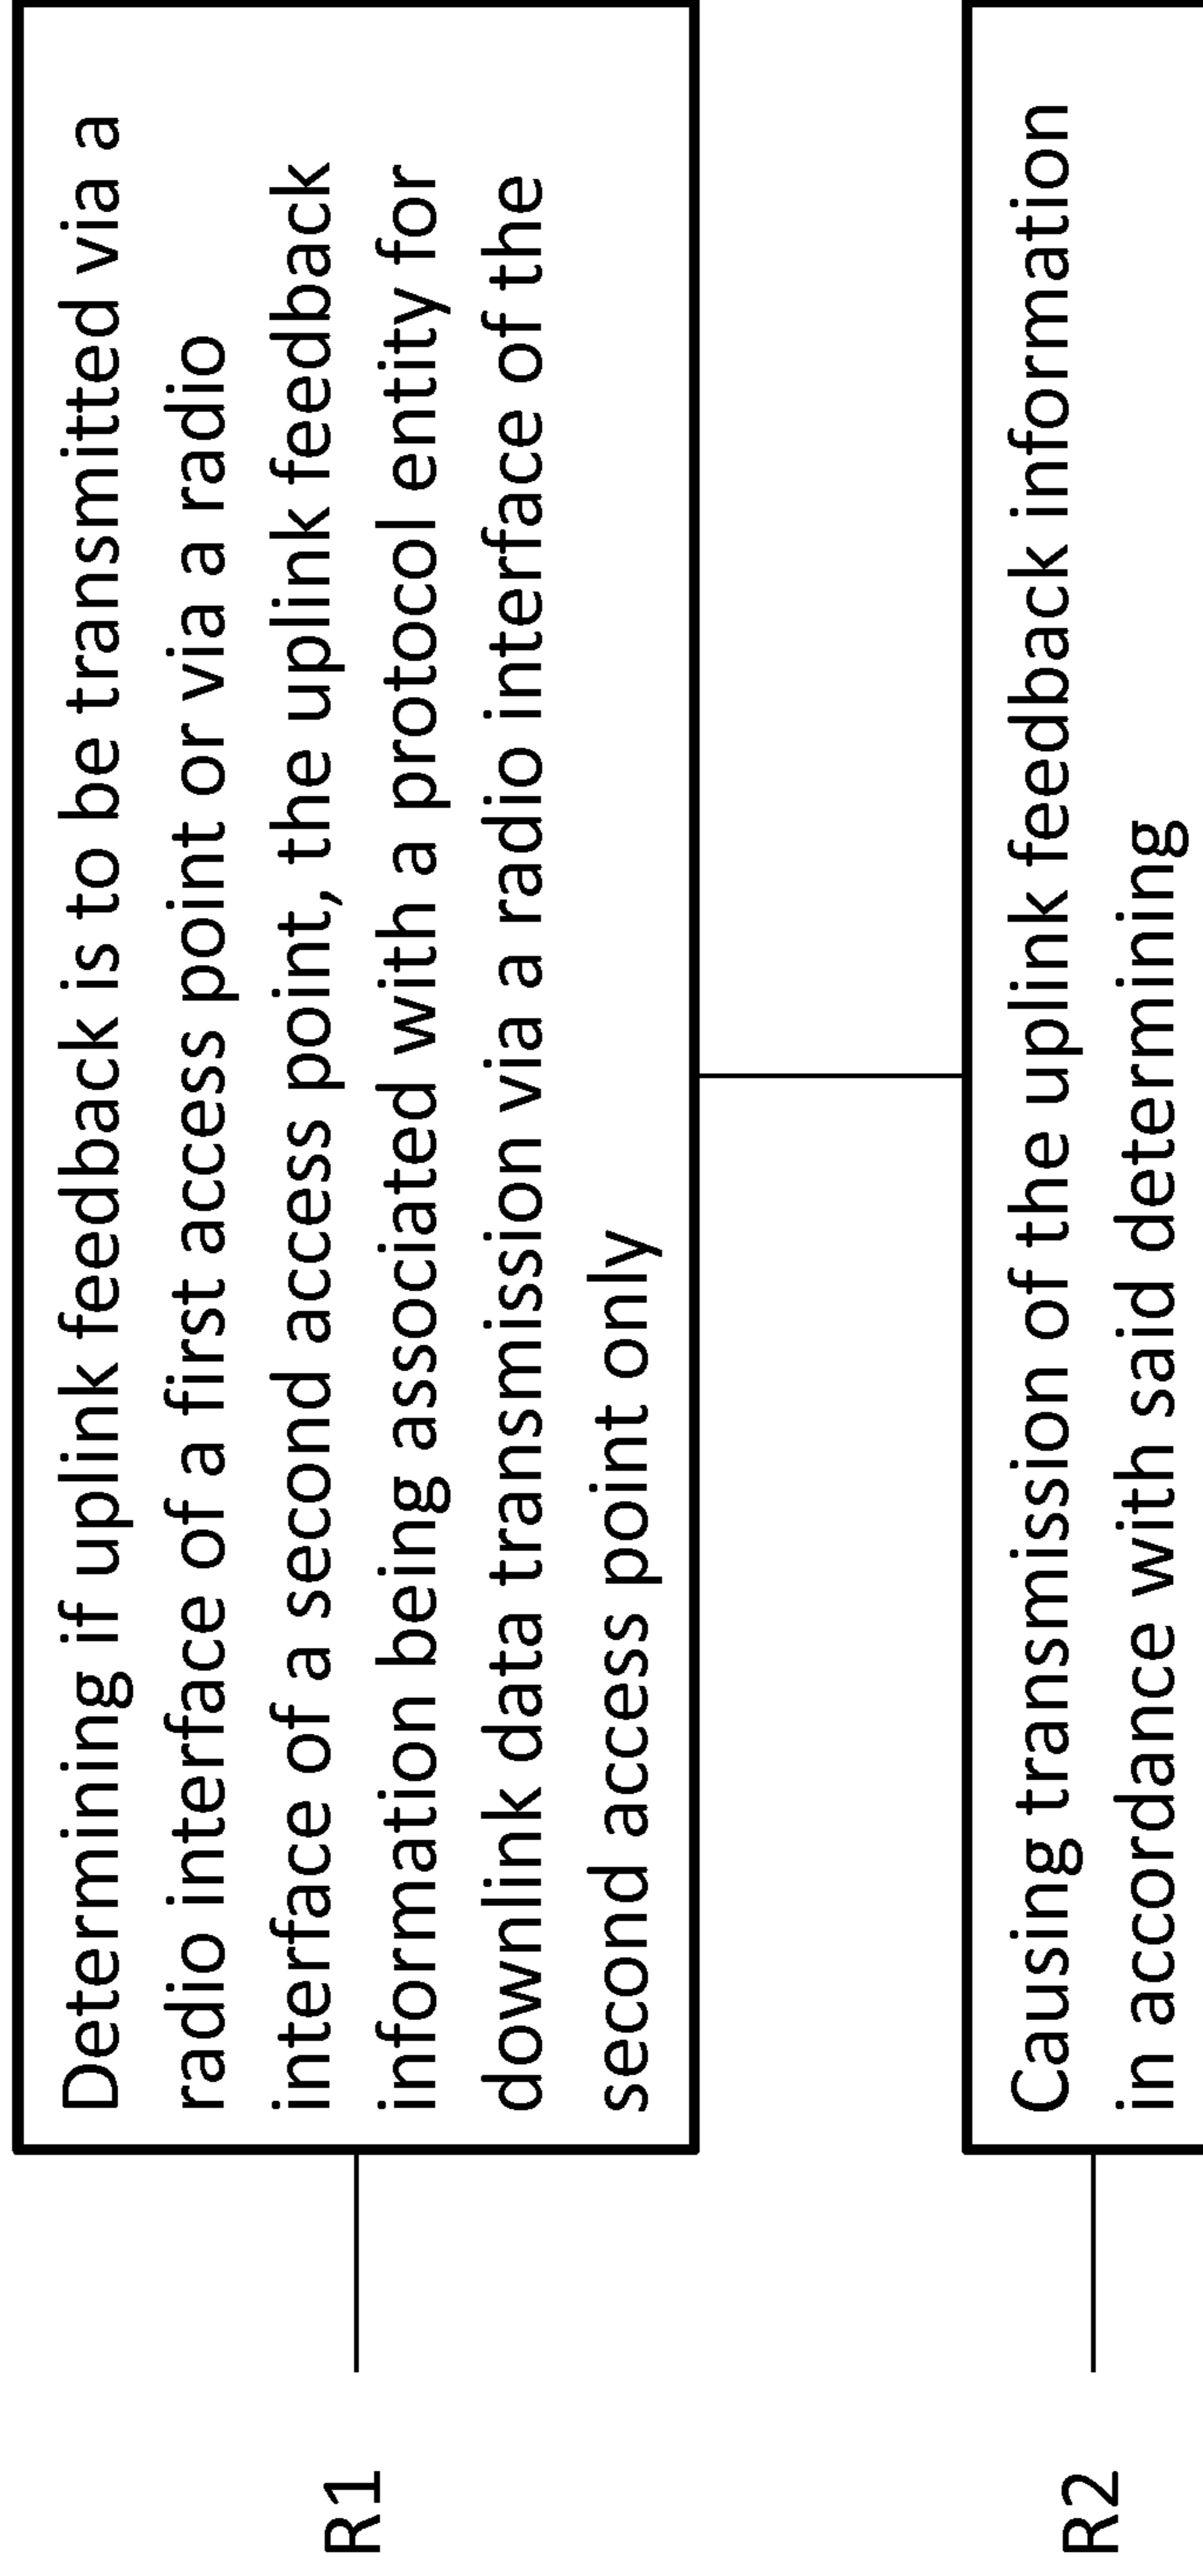 R1
Determining if uplink feedback is to be transmitted via a
radio interface of a first access point or via a radio
interface of a second access point, the uplink feedback
information being associated with a protocol entity for
downlink data transmission via a radio interface of the
second access point only
R2
Causing transmission of the uplink feedback information
in accordance with said determining